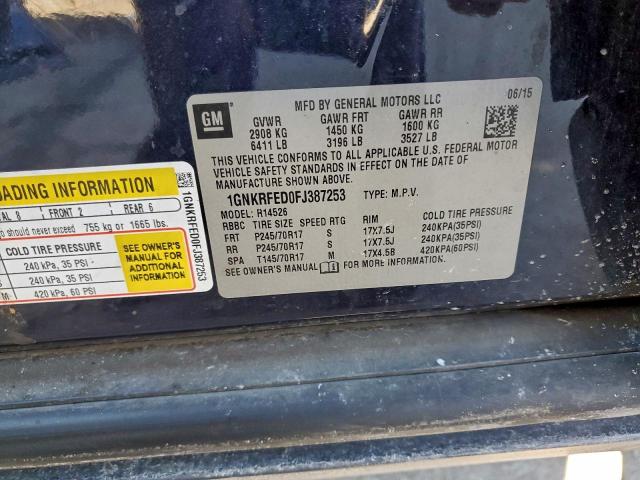 MFD BY GENERAL MOTORS LLC 06/15
GM
GVWR GAWR FRT GAWR RR
2908 KG 1450 KG 1600 KG
6411 LB 3196 LB 3527 LB
THIS VEHICLE CONFORMS TO ALL APPLICABLE U.S. FEDERAL MOTOR
VEHICLE SAFETY STANDARDS IN EFFECT ON THE DATE OF
MANUFACTURE SHOWN ABOVE.
1GNKRFED0FJ387253 TYPE: M.P.V.
MODEL: R14526
RBBC TIRE SIZE SPEED RTG RIM COLD TIRE PRESSURE
FRT P245/70R17 S 17X7.5J 240KPA(35PSI)
RR P245/70R17 S 17X7.5J 240KPA(35PSI)
SPA T145/70R17 M 17X4.5B 420KPA(60PSI)
SEE OWNER'S MANUAL FOR MORE INFORMATION.
OADING INFORMATION
AL 8 FRONT 2 REAR 6
should never exceed 755 kg or 1665 lbs.
COLD TIRE PRESSURE
240 kPa, 35 PSI
240 kPa, 35 PSI
M 420 kPa, 60 PSI
SEE OWNER'S
MANUAL FOR
ADDITIONAL
INFORMATION
1GNKRFED0FJ387253